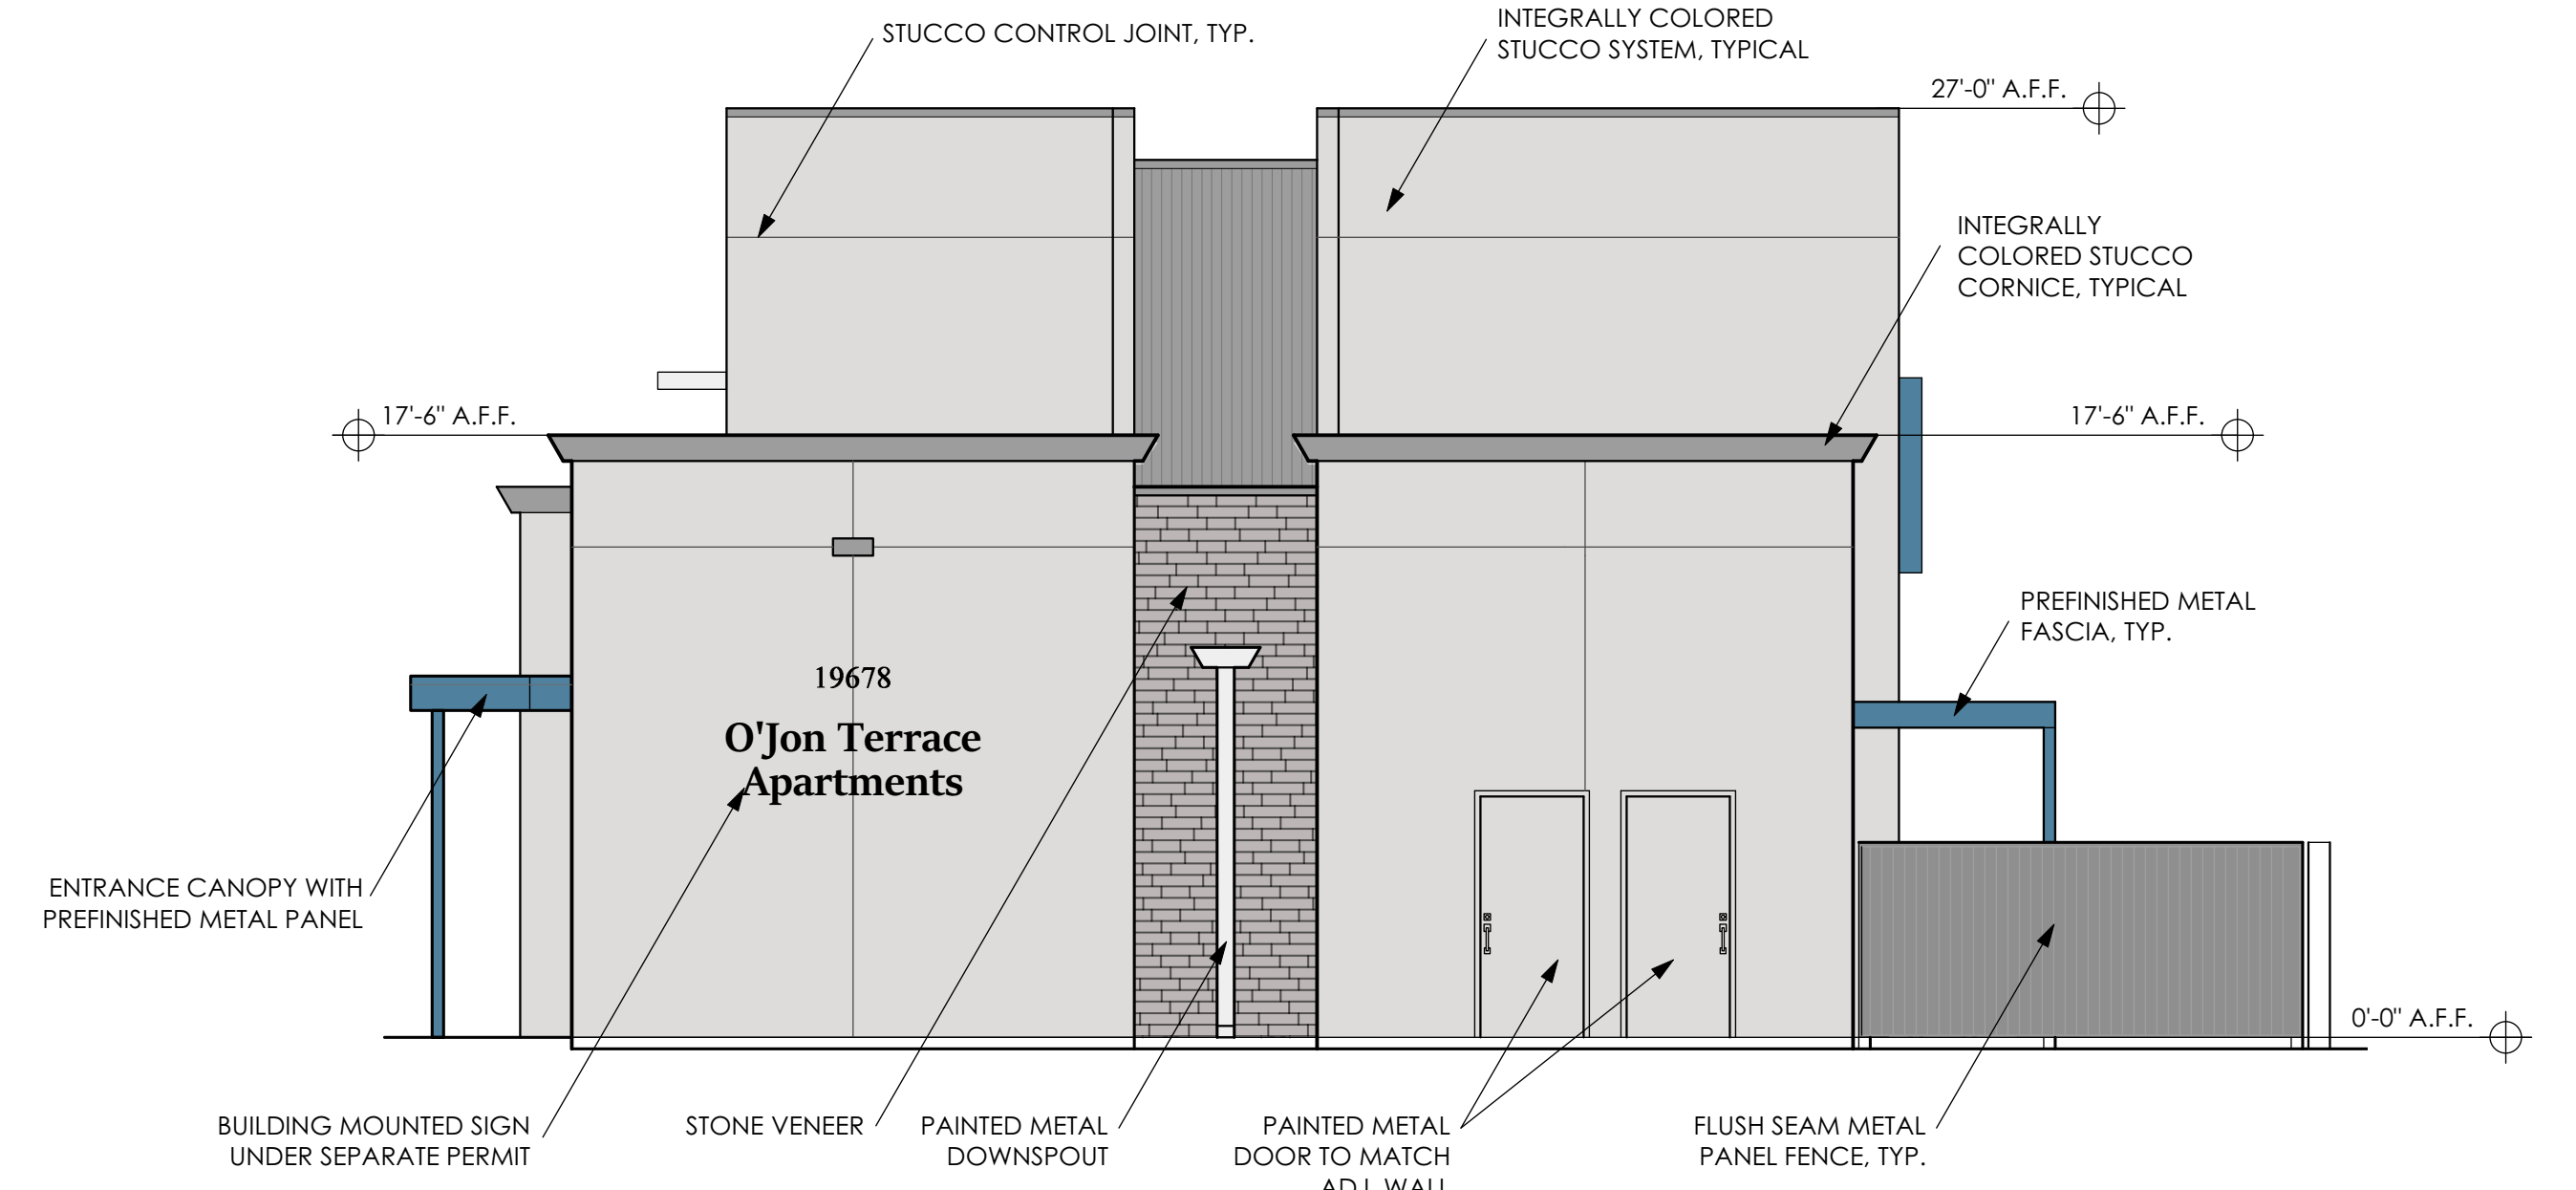 STUCCO CONTROL JOINT, TYP.
INTEGRALLY COLORED
STUCCO SYSTEM, TYPICAL
27'-0" A.F.F.
INTEGRALLY
COLORED STUCCO
CORNICE, TYPICAL
17'-6" A.F.F.
17'-6" A.F.F.
PREFINISHED METAL
FASCIA, TYP.
19678
O'Jon Terrace
Apartments
ENTRANCE CANOPY WITH
PREFINISHED METAL PANEL
0'-0" A.F.F.
BUILDING MOUNTED SIGN
UNDER SEPARATE PERMIT
STONE VENEER
PAINTED METAL
DOWNSPOUT
PAINTED METAL
DOOR TO MATCH
ADJ. WALL
FLUSH SEAM METAL
PANEL FENCE, TYP.